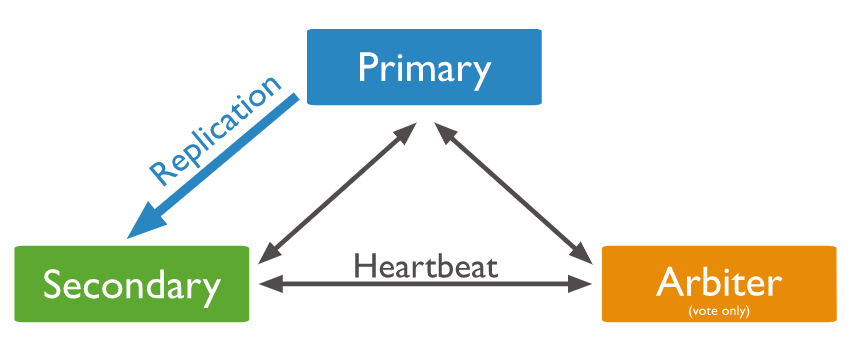 Primary
Replication
Heartbeat
Secondary
Arbiter
(vote only)